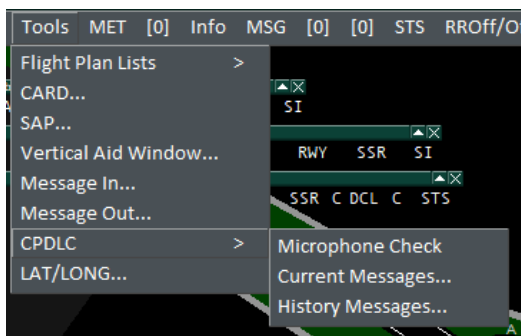 Tools MET [0] Info MSG [0] [0] STS RROff/O
Flight Plan Lists >
CARD...
SI
SAP...
Vertical Aid Window...
RWY SSR SI
Message In...
SSR C DCL C STS
Message Out...
CPDLC >
Microphone Check
LAT/LONG...
Current Messages...
History Messages...
A